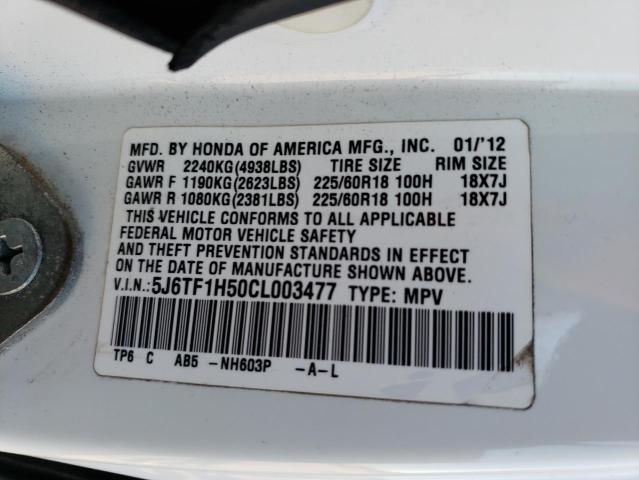 MFD. BY HONDA OF AMERICA MFG., INC. 01/'12
GVWR 2240KG(4938LBS) TIRE SIZE RIM SIZE
GAWR F 1190KG(2623LBS) 225/60R18 100H 18X7J
GAWR R 1080KG(2381LBS) 225/60R18 100H 18X7J
THIS VEHICLE CONFORMS TO ALL APPLICABLE
FEDERAL MOTOR VEHICLE SAFETY
AND THEFT PREVENTION STANDARDS IN EFFECT
ON THE DATE OF MANUFACTURE SHOWN ABOVE.
V.I.N.:5J6TF1H50CL003477 TYPE: MPV
TP6 C AB5 -NH603P -A-L